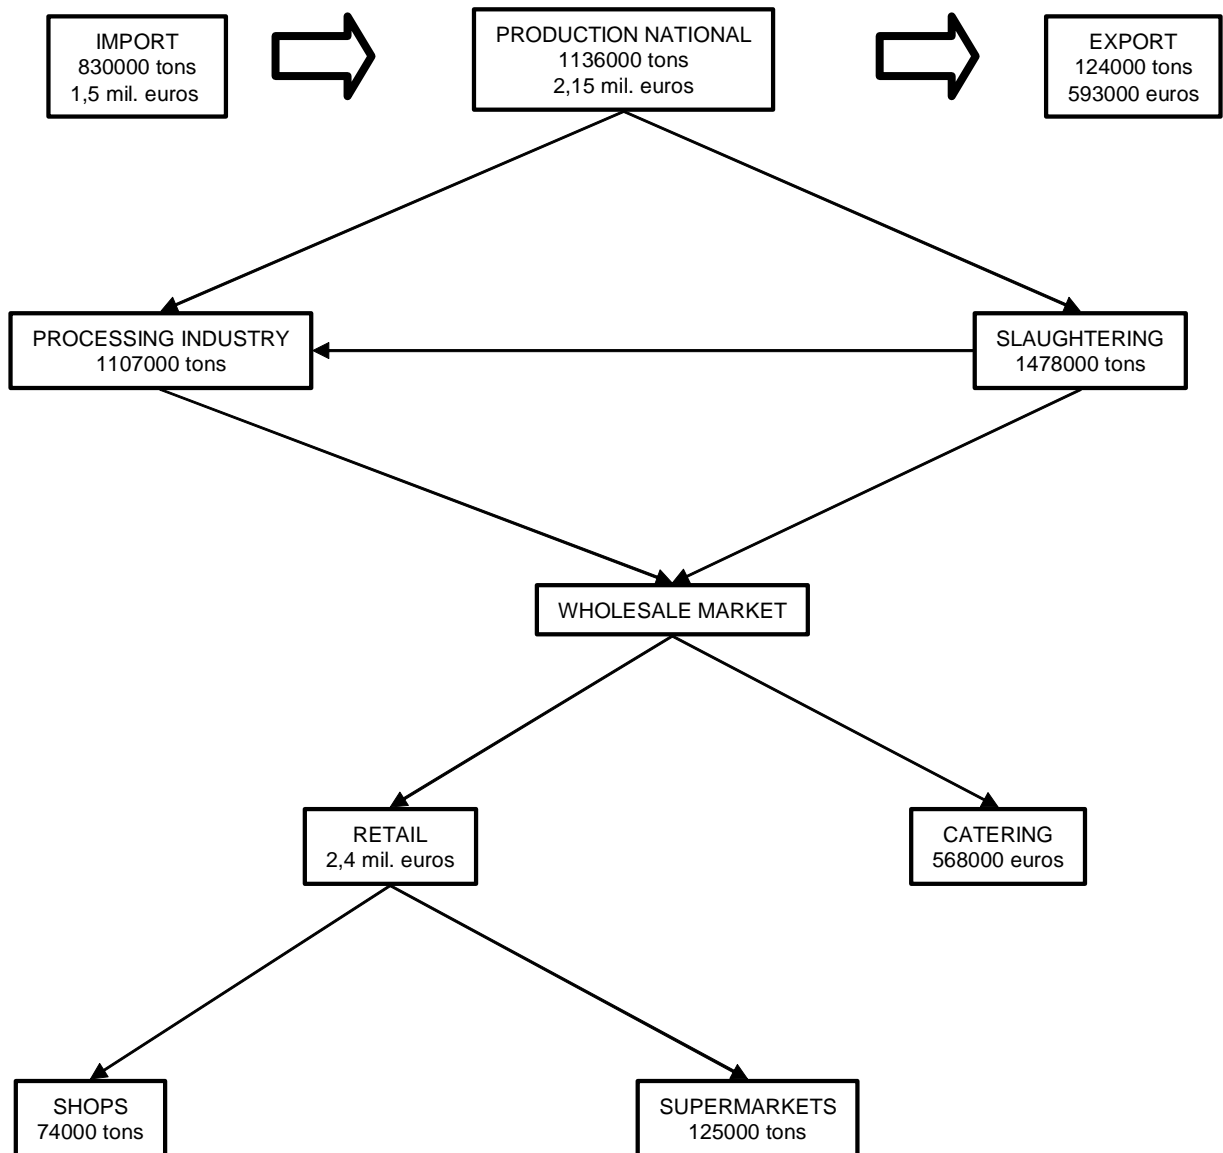 IMPORT
830000 tons
1,5 mil. euros
PRODUCTION NATIONAL
1136000 tons
2,15 mil. euros
EXPORT
124000 tons
593000 euros
PROCESSING INDUSTRY
1107000 tons
SLAUGHTERING
1478000 tons
WHOLESALE MARKET
RETAIL
2,4 mil. euros
CATERING
568000 euros
SHOPS
74000 tons
SUPERMARKETS
125000 tons